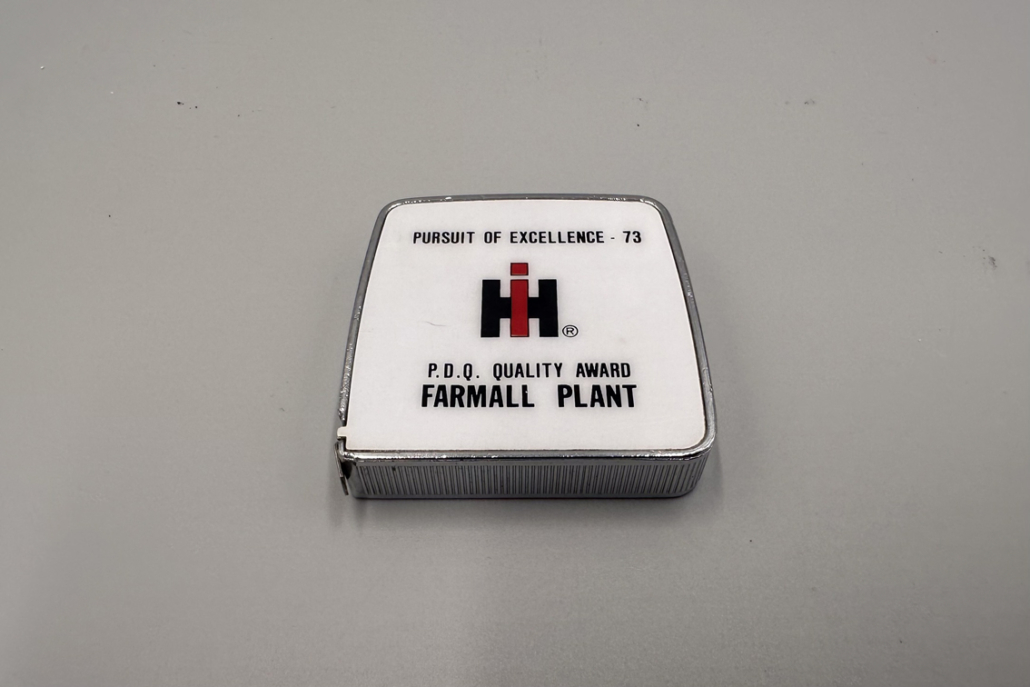 PURSUIT OF EXCELLENCE - 73
IH ®
P.D.Q. QUALITY AWARD
FARMALL PLANT